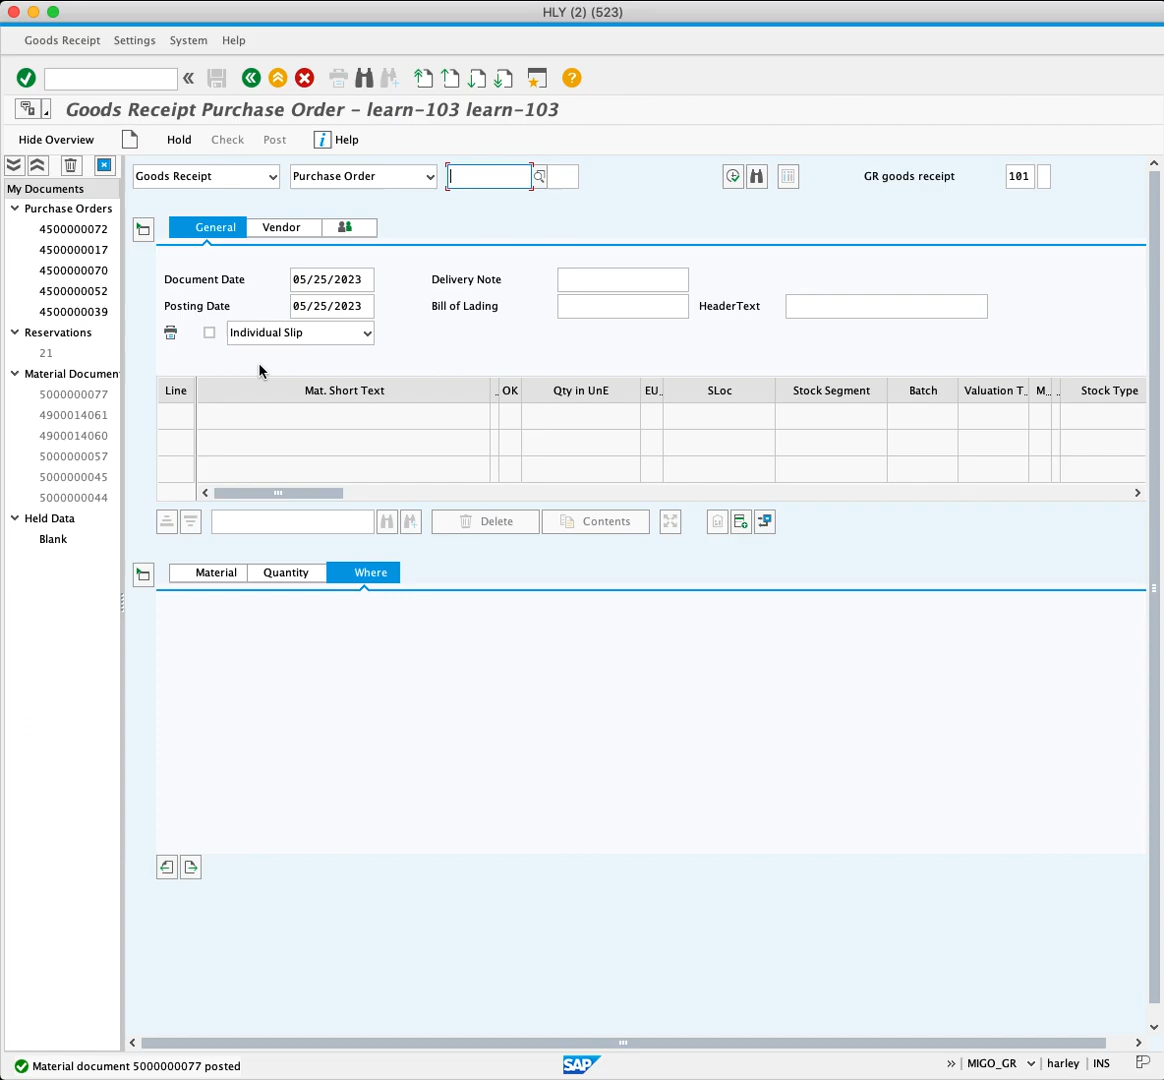 HLY (2) (523)
Goods Receipt Settings System Help
Goods Receipt Purchase Order - learn-103 learn-103
Hide Overview Hold Check Post Help
My Documents
Purchase Orders
4500000072
4500000017
4500000070
4500000052
4500000039
Reservations
21
Material Documen
5000000077
4900014061
4900014060
5000000057
5000000045
5000000044
Held Data
Blank
Goods Receipt Purchase Order GR goods receipt 101
General Vendor
Document Date 05/25/2023 Delivery Note
Posting Date 05/25/2023 Bill of Lading HeaderText
Individual Slip
Line Mat. Short Text .. OK Qty in UnE EU.. SLoc Stock Segment Batch Valuation T.. M... .. Stock Type
Delete Contents
Material Quantity Where
Material document 5000000077 posted SAP » MIGO_GR harley INS